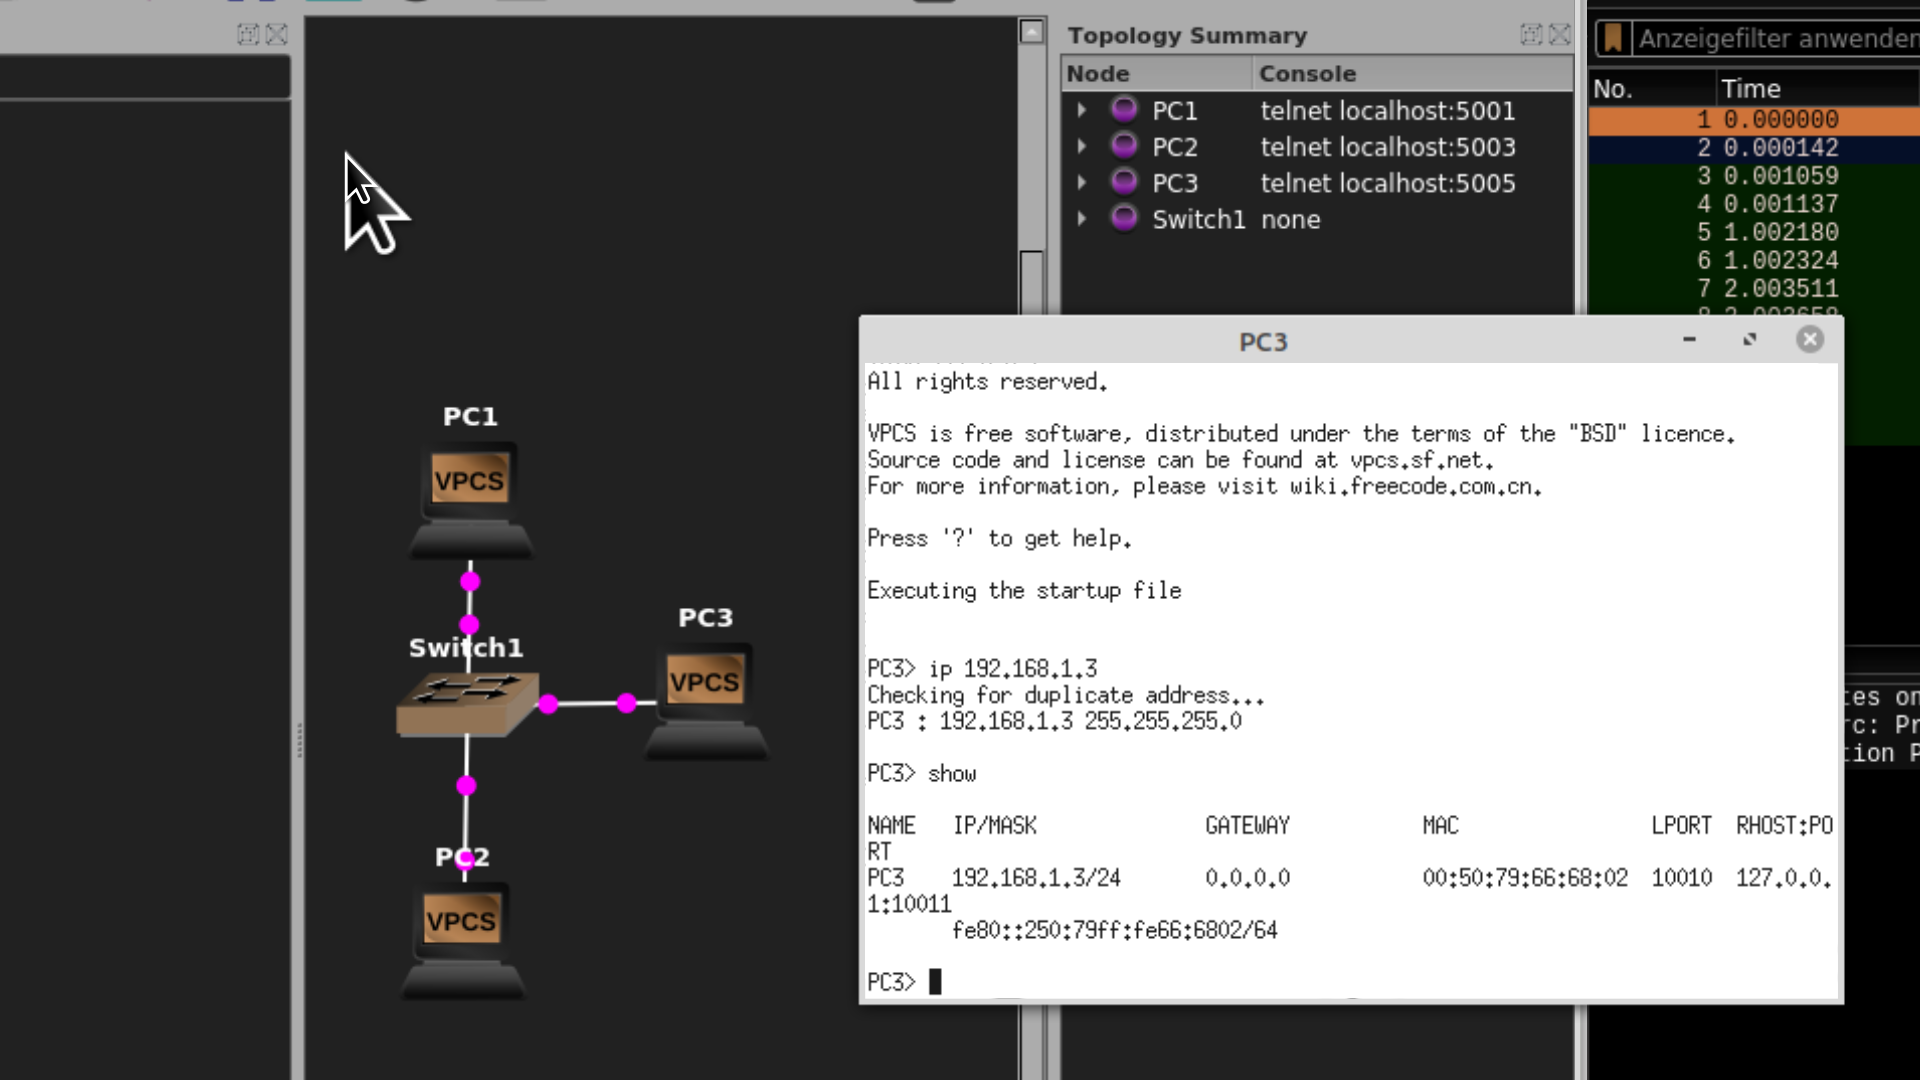 Topology Summary
Node Console
PC1 telnet localhost:5001
PC2 telnet localhost:5003
PC3 telnet localhost:5005
Switch1 none
Anzeigefilter anwenden
No. Time
1 0.000000
2 0.000142
3 0.001059
4 0.001137
5 1.002180
6 1.002324
7 2.003511
PC1
VPCS
Switch1
PC3
VPCS
PC2
VPCS
PC3
All rights reserved.
VPCS is free software, distributed under the terms of the "BSD" licence.
Source code and license can be found at vpcs.sf.net.
For more information, please visit wiki.freecode.com.cn.
Press '?' to get help.
Executing the startup file
PC3> ip 192.168.1.3
Checking for duplicate address...
PC3 : 192.168.1.3 255.255.255.0
PC3> show
NAME IP/MASK GATEWAY MAC LPORT RHOST:PO
RT
PC3 192.168.1.3/24 0.0.0.0 00:50:79:66:68:02 10010 127.0.0.
1:10011
fe80::250:79ff:fe66:6802/64
PC3>
tes on
rc: Pr
tion P